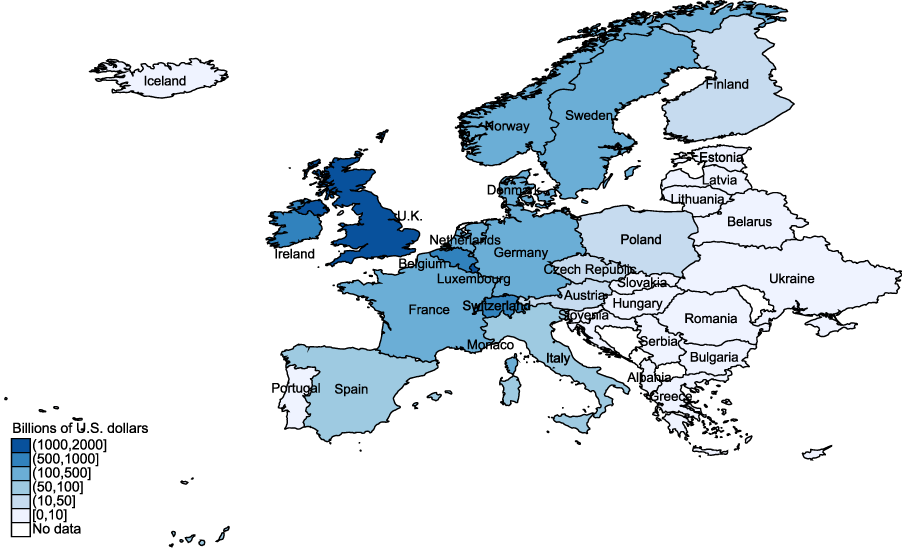 Iceland
Finland
Norway
Sweden
Estonia
Latvia
Denmark
Lithuania
U.K.
Belarus
Netherlands
Poland
Ireland
Germany
Belgium
Czech Republic
Luxembourg
Ukraine
Slovakia
Austria
Hungary
Switzerland
France
Slovenia
Romania
Monaco
Serbia
Italy
Bulgaria
Albania
Portugal
Spain
Greece
Billions of U.S. dollars
(1000,2000]
(500,1000]
(100,500]
(50,100]
(10,50]
[0,10]
No data